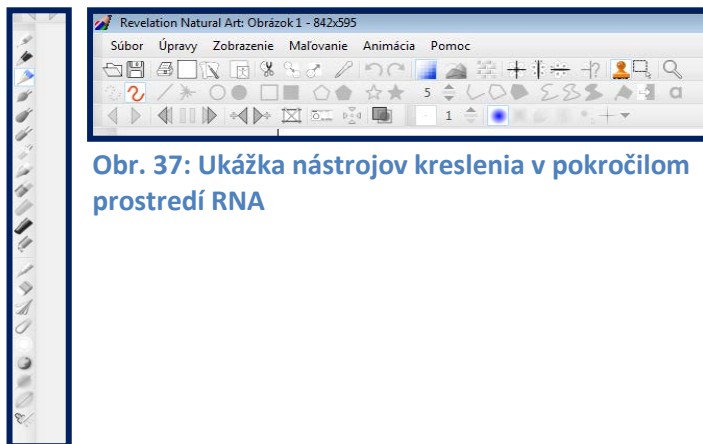 Revelation Natural Art: Obrázok 1 - 842x595
Súbor Úpravy Zobrazenie Maľovanie Animácia Pomoc
5
a
1
Obr. 37: Ukážka nástrojov kreslenia v pokročilom
prostredí RNA